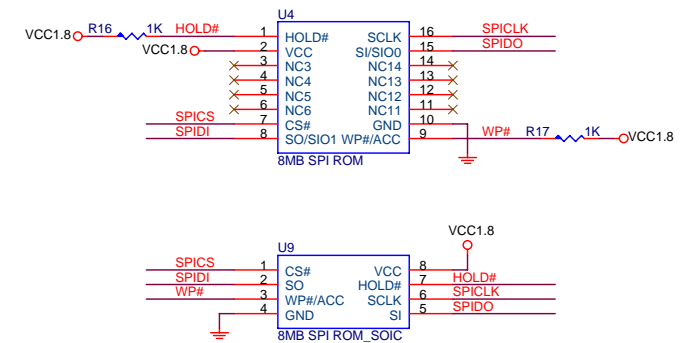 U4
R16 1K HOLD# 1 HOLD# SCLK 16 SPICLK
VCC1.8
VCC1.8 2 VCC SI/SIO0 15 SPIDO
3 NC3 NC14 14
4 NC4 NC13 13
5 NC5 NC12 12
6 NC6 NC11 11
SPICS 7 CS# GND 10
SPIDI 8 SO/SIO1 WP#/ACC 9 WP# R17 1K VCC1.8
8MB SPI ROM
VCC1.8
U9
SPICS 1 CS# VCC 8
SPIDI 2 SO HOLD# 7 HOLD#
WP# 3 WP#/ACC SCLK 6 SPICLK
4 GND SI 5 SPIDO
8MB SPI ROM_SOIC